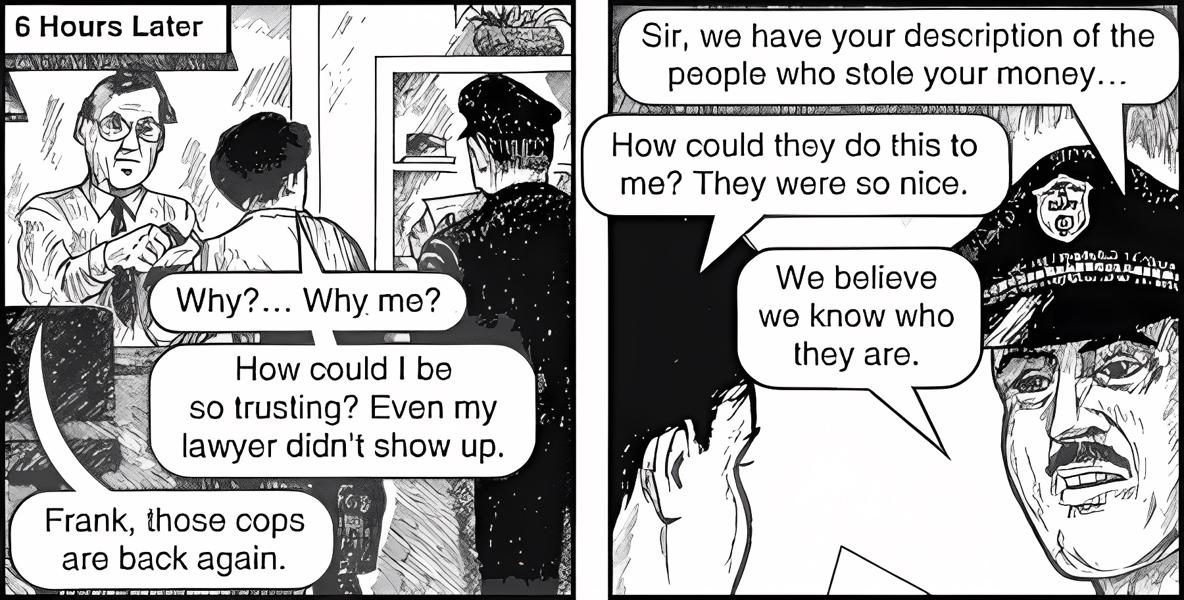 6 Hours Later
Why?... Why me?
How could I be
so trusting? Even my
lawyer didn't show up.
Frank, those cops
are back again.
Sir, we have your description of the
people who stole your money...
How could they do this to
me? They were so nice.
We believe
we know who
they are.